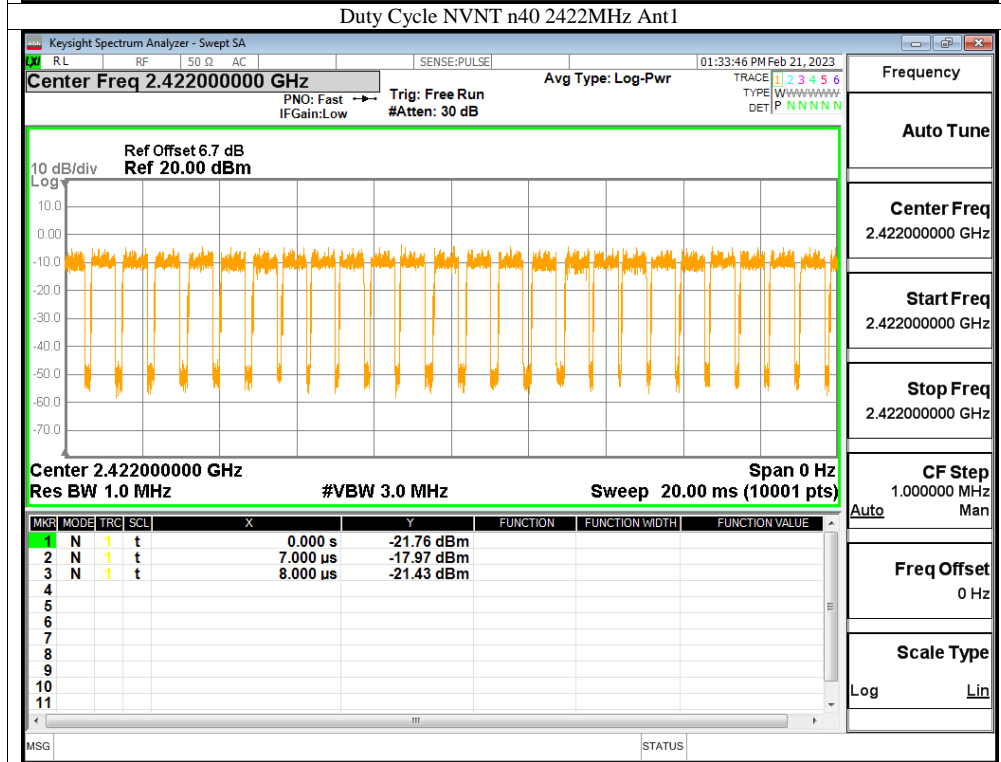 Duty Cycle NVNT n40 2422MHz Ant1
Keysight Spectrum Analyzer - Swept SA
LXI RL RF 50 Ω AC SENSE:PULSE 01:33:46 PM Feb 21, 2023
Center Freq 2.422000000 GHz
Avg Type: Log-Pwr
TRACE 1 2 3 4 5 6
PNO: Fast Trig: Free Run
TYPE WWWWWW
IFGain:Low #Atten: 30 dB
DET P N N N N N
Ref Offset 6.7 dB
10 dB/div Ref 20.00 dBm
Log
10.0
0.00
-10.0
-20.0
-30.0
-40.0
-50.0
-60.0
-70.0
Center 2.422000000 GHz Span 0 Hz
Res BW 1.0 MHz #VBW 3.0 MHz Sweep 20.00 ms (10001 pts)
MKR MODE TRC SCL X Y FUNCTION FUNCTION WIDTH FUNCTION VALUE
1 N 1 t 0.000 s -21.76 dBm
2 N 1 t 7.000 µs -17.97 dBm
3 N 1 t 8.000 µs -21.43 dBm
4
5
6
7
8
9
10
11
MSG STATUS
Frequency
Auto Tune
Center Freq
2.422000000 GHz
Start Freq
2.422000000 GHz
Stop Freq
2.422000000 GHz
CF Step
1.000000 MHz
Auto Man
Freq Offset
0 Hz
Scale Type
Log Lin